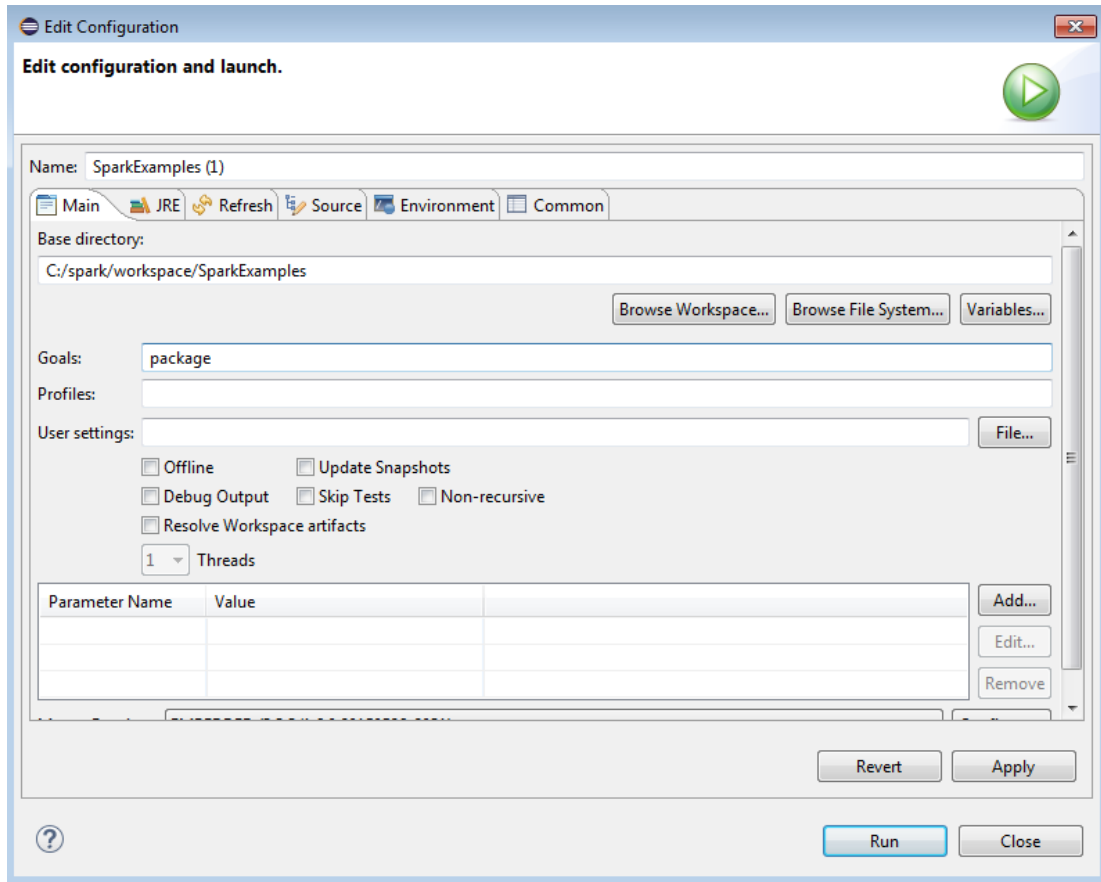 Edit Configuration
Edit configuration and launch.
Name: SparkExamples (1)
Main JRE Refresh Source Environment Common
Base directory:
C:/spark/workspace/SparkExamples
Browse Workspace... Browse File System... Variables...
Goals: package
Profiles:
User settings: File...
Offline Update Snapshots
Debug Output Skip Tests Non-recursive
Resolve Workspace artifacts
1 Threads
Parameter Name Value Add...
Edit...
Remove
Revert Apply
Run Close